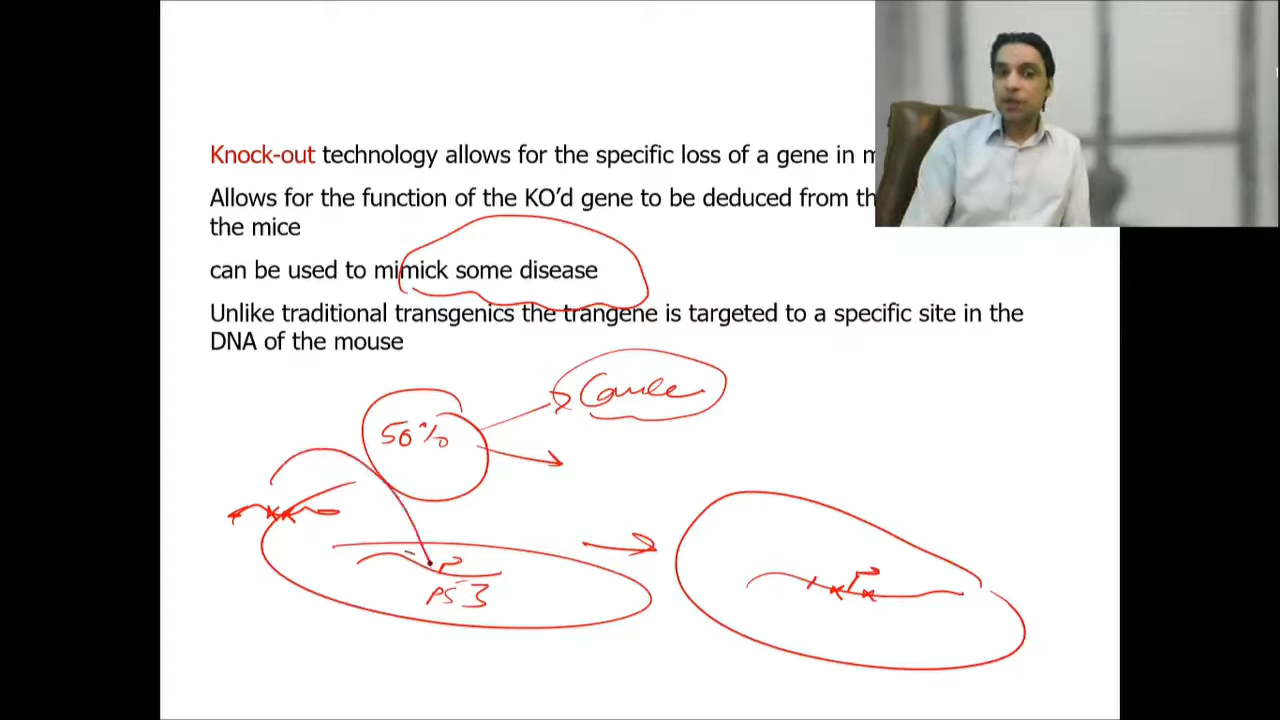 Knock-out technology allows for the specific loss of a gene in m
Allows for the function of the KO’d gene to be deduced from th
the mice
can be used to mimick some disease
Unlike traditional transgenics the trangene is targeted to a specific site in the
DNA of the mouse
50%
P53